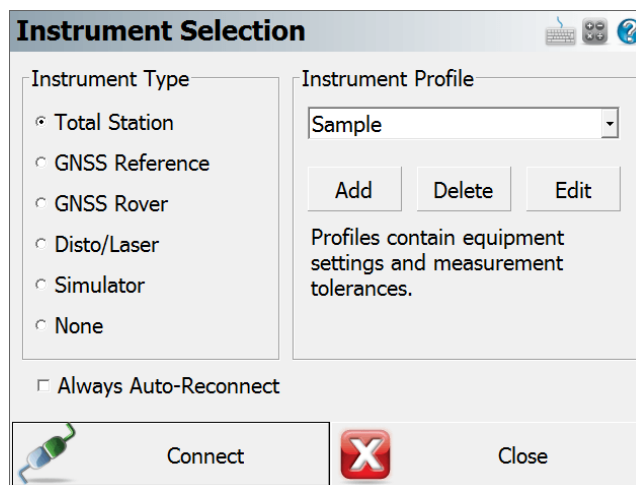 Instrument Selection
Instrument Type
Total Station
GNSS Reference
GNSS Rover
Disto/Laser
Simulator
None
Instrument Profile
Sample
Add
Delete
Edit
Profiles contain equipment
settings and measurement
tolerances.
Always Auto-Reconnect
Connect
Close